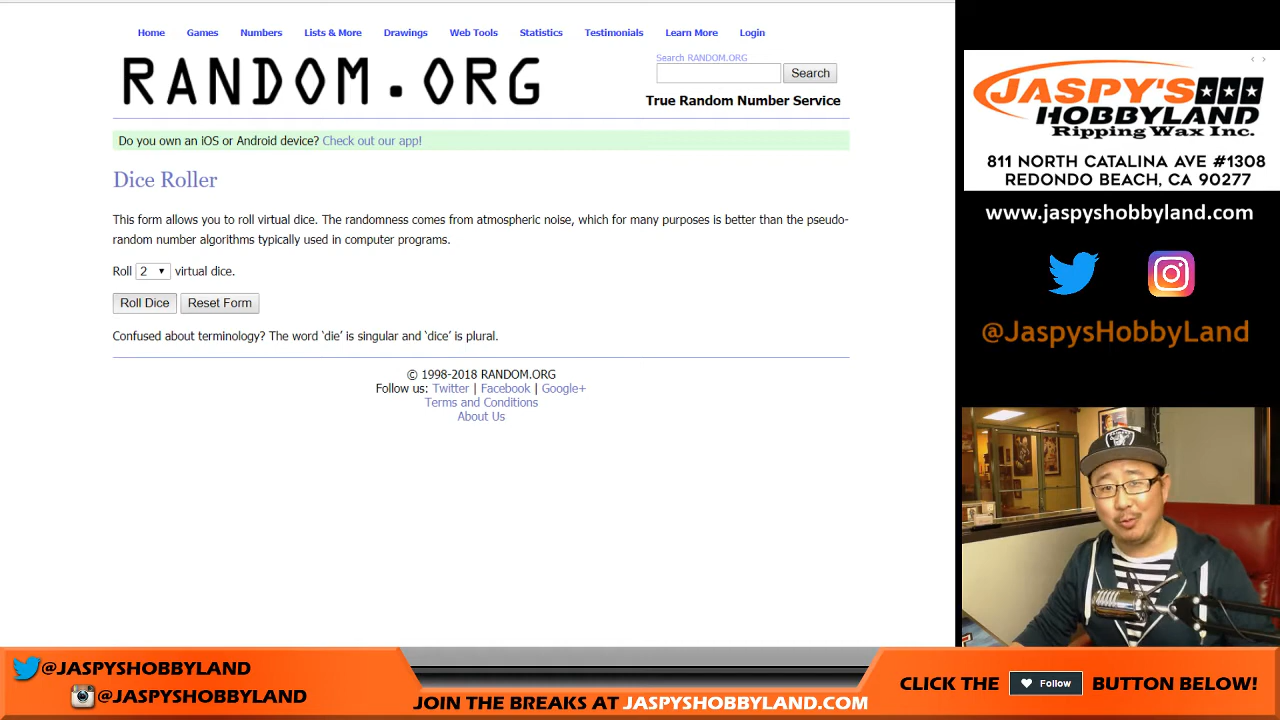 Home Games Numbers Lists & More Drawings Web Tools Statistics Testimonials Learn More Login
RANDOM.ORG
Search RANDOM.ORG
Search
True Random Number Service
Do you own an iOS or Android device? Check out our app!
Dice Roller
This form allows you to roll virtual dice. The randomness comes from atmospheric noise, which for many purposes is better than the pseudo-
random number algorithms typically used in computer programs.
Roll 2 virtual dice.
Roll Dice Reset Form
Confused about terminology? The word ‘die’ is singular and ‘dice’ is plural.
© 1998-2018 RANDOM.ORG
Follow us: Twitter | Facebook | Google+
Terms and Conditions
About Us
JASPY'S
HOBBYLAND
Ripping Wax Inc.
811 NORTH CATALINA AVE #1308
REDONDO BEACH, CA 90277
www.jaspyshobbyland.com
@JaspysHobbyLand
@JASPYSHOBBYLAND
@JASPYSHOBBYLAND
JOIN THE BREAKS AT JASPYSHOBBYLAND.COM
CLICK THE Follow BUTTON BELOW!